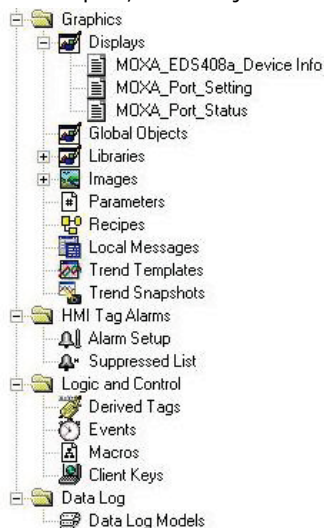 Graphics
Displays
MOXA_EDS408a_Device Info
MOXA_Port_Setting
MOXA_Port_Status
Global Objects
Libraries
Images
Parameters
Recipes
Local Messages
Trend Templates
Trend Snapshots
HMI Tag Alarms
Alarm Setup
Suppressed List
Logic and Control
Derived Tags
Events
Macros
Client Keys
Data Log
Data Log Models